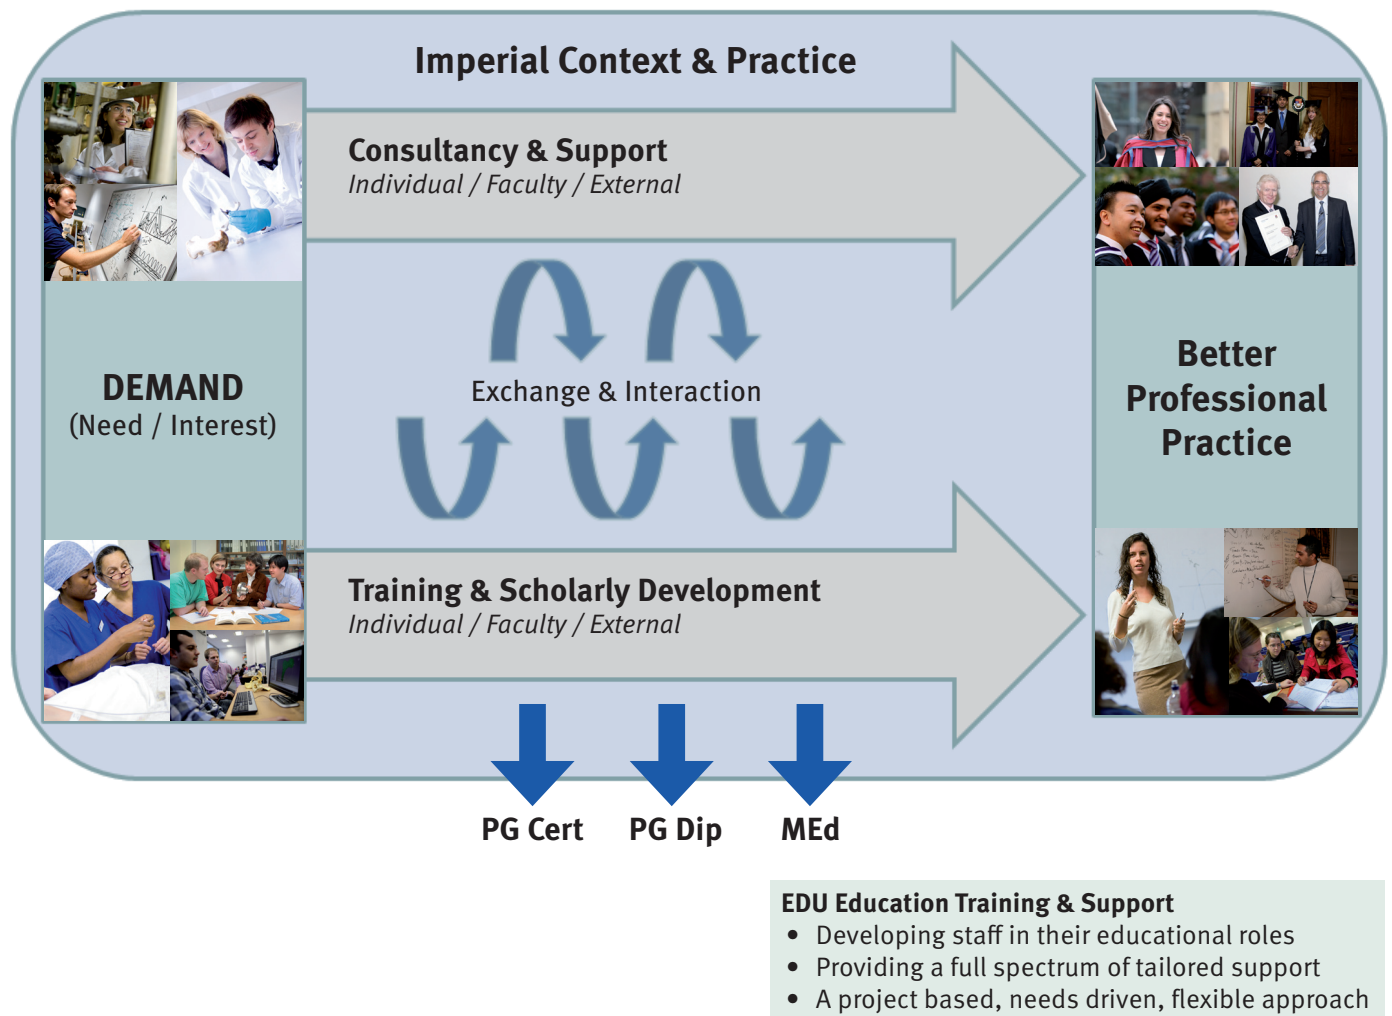 Imperial Context & Practice
Consultancy & Support
Individual / Faculty / External
DEMAND
(Need / Interest)
Exchange & Interaction
Better
Professional
Practice
Training & Scholarly Development
Individual / Faculty / External
PG Cert
PG Dip
MEd
EDU Education Training & Support
• Developing staff in their educational roles
• Providing a full spectrum of tailored support
• A project based, needs driven, flexible approach